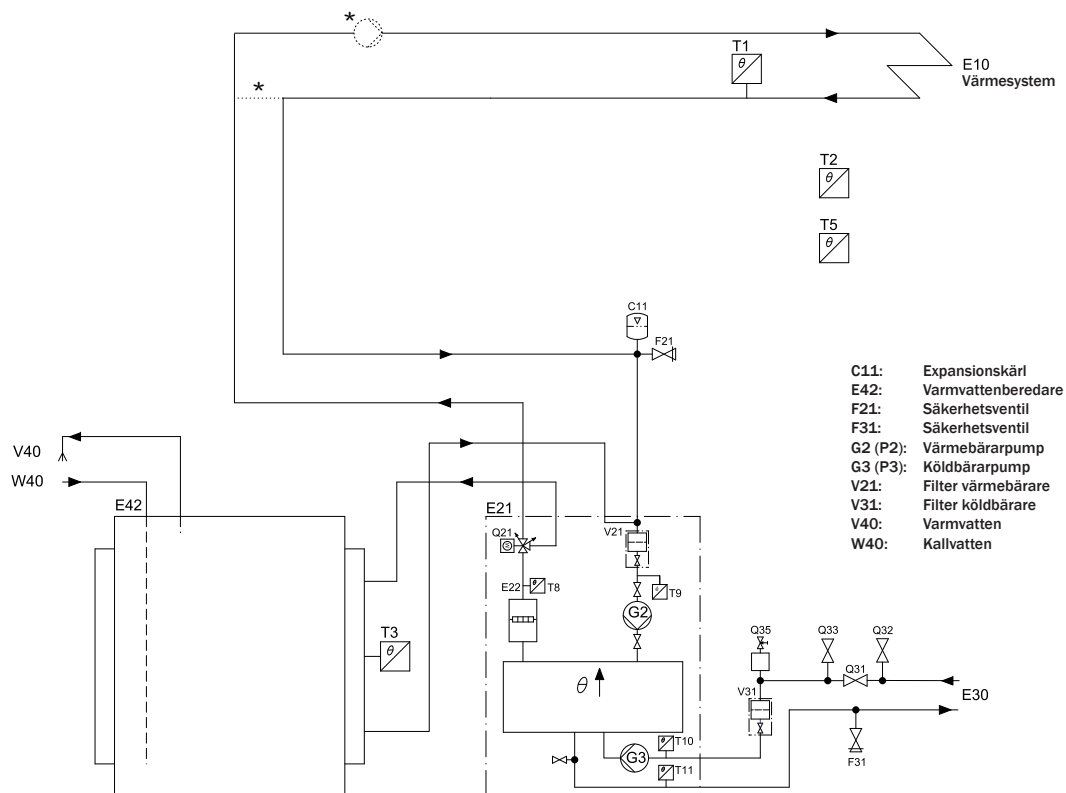 *
T1
θ
E10
Värmesystem
*
T2
θ
T5
θ
C11
F21
C11: Expansionskärl
E42: Varmvattenberedare
F21: Säkerhetsventil
F31: Säkerhetsventil
G2 (P2): Värmebärarpump
G3 (P3): Köldbärarpump
V21: Filter värmebärare
V31: Filter köldbärare
V40: Varmvatten
W40: Kallvatten
V40
W40
E42
E21
Q21
V21
E22
θ
T8
T9
G2
T3
θ
Q35
Q33
Q32
Q31
θ
V31
E30
θ
T10
G3
θ
T11
F31